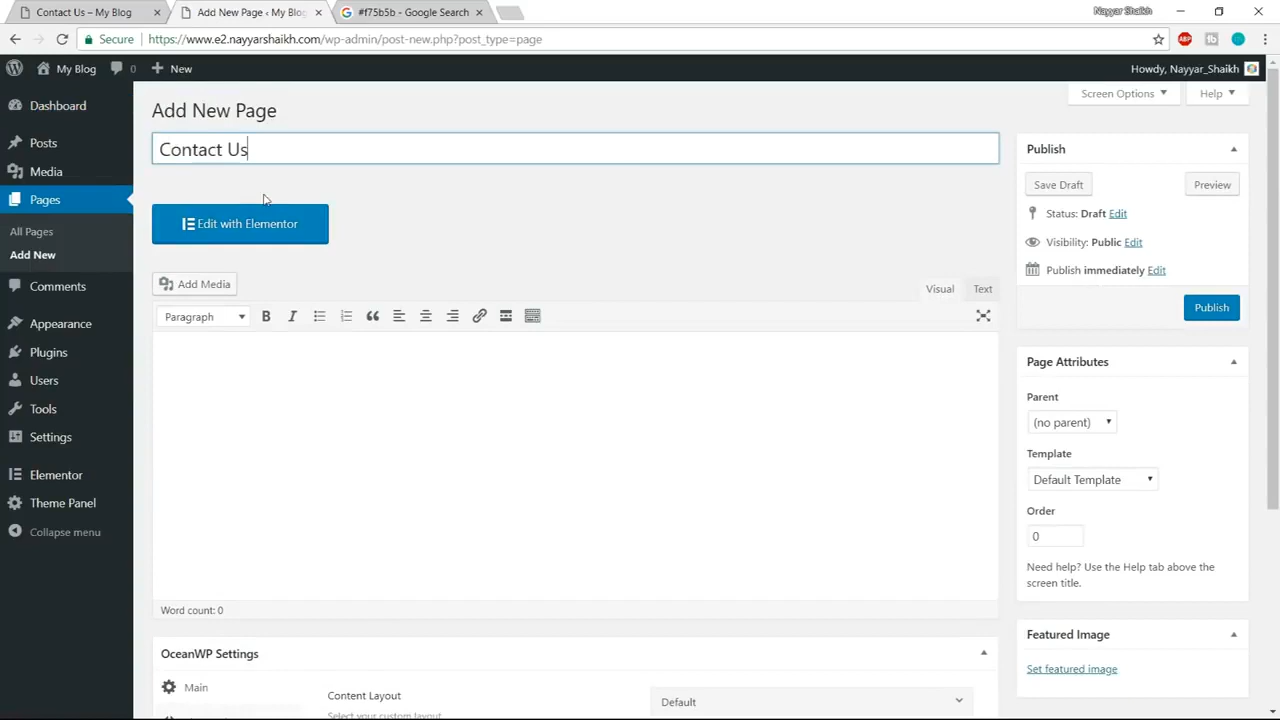 Contact Us – My Blog
Add New Page ‹ My Blog
#f75b5b - Google Search
Nayyar Shaikh
Secure
https://www.e2.nayyarshaikh.com/wp-admin/post-new.php?post_type=page
ABP
My Blog
0
New
Howdy, Nayyar_Shaikh
Dashboard
Posts
Media
Pages
All Pages
Add New
Comments
Appearance
Plugins
Users
Tools
Settings
Elementor
Theme Panel
Collapse menu
Screen Options
Help
Add New Page
Contact Us
Edit with Elementor
Add Media
Visual
Text
Paragraph
B
I
Word count: 0
OceanWP Settings
Main
Content Layout
Select your custom layout.
Default
Publish
Save Draft
Preview
Status: Draft Edit
Visibility: Public Edit
Publish immediately Edit
Publish
Page Attributes
Parent
(no parent)
Template
Default Template
Order
0
Need help? Use the Help tab above the
screen title.
Featured Image
Set featured image